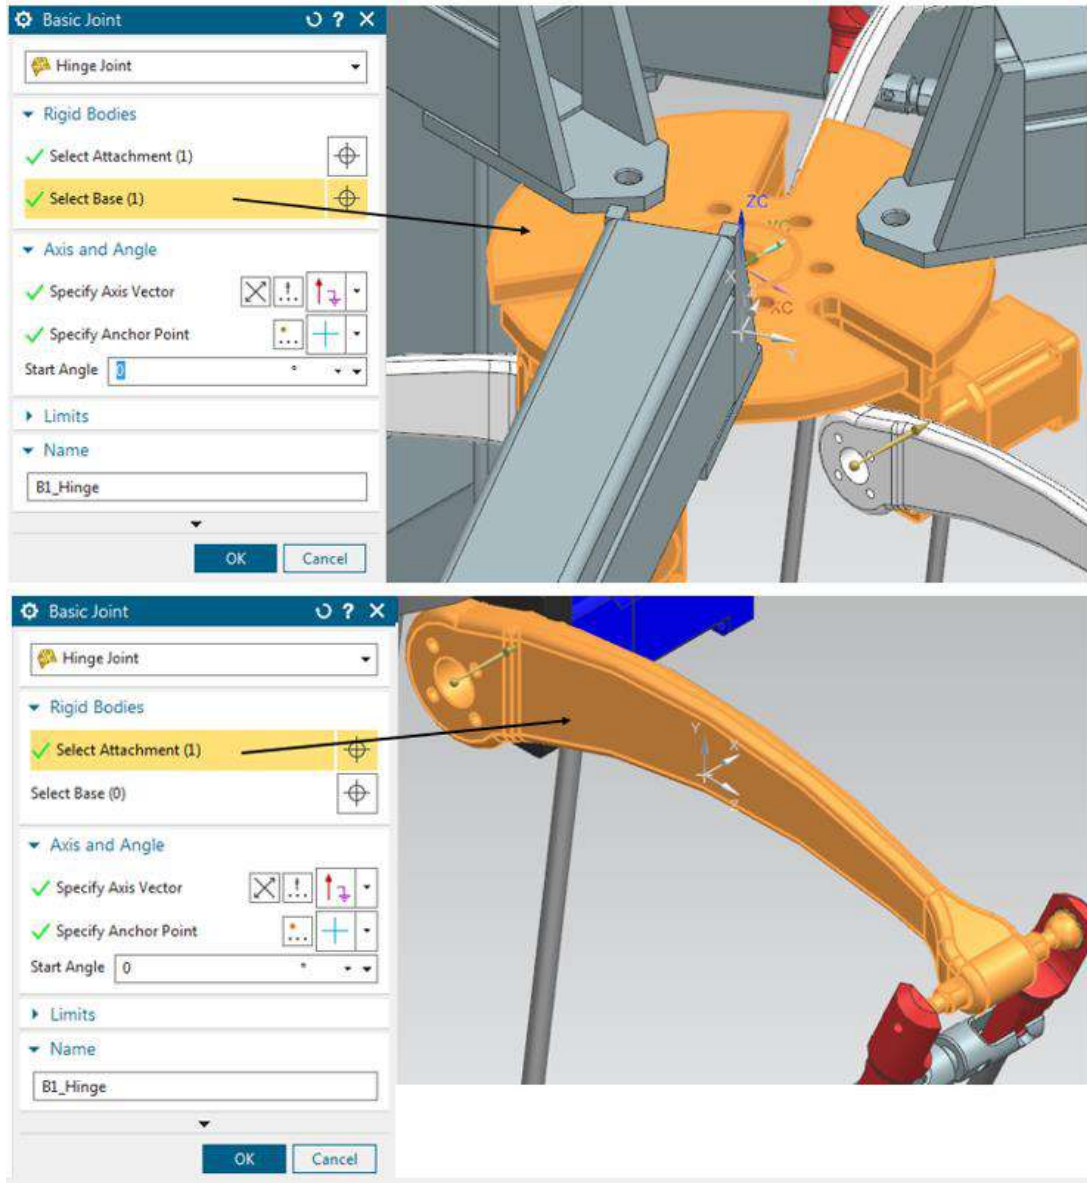 Basic Joint
Hinge Joint
Rigid Bodies
Select Attachment (1)
Select Base (1)
Axis and Angle
Specify Axis Vector
Specify Anchor Point
Start Angle 0 °
Limits
Name
B1_Hinge
OK Cancel
ZC
YC
X
XC
Y
Basic Joint
Hinge Joint
Rigid Bodies
Select Attachment (1)
Select Base (0)
Axis and Angle
Specify Axis Vector
Specify Anchor Point
Start Angle 0 °
Limits
Name
B1_Hinge
OK Cancel
Y
X
Z